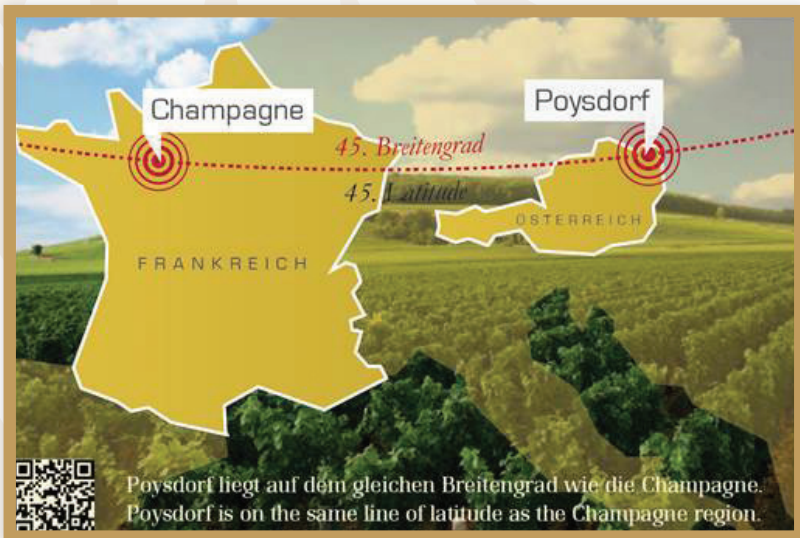 Champagne
Poysdorf
45. Breitengrad
45. Latitude
ÖSTERREICH
FRANKREICH
Poysdorf liegt auf dem gleichen Breitengrad wie die Champagne.
Poysdorf is on the same line of latitude as the Champagne region.